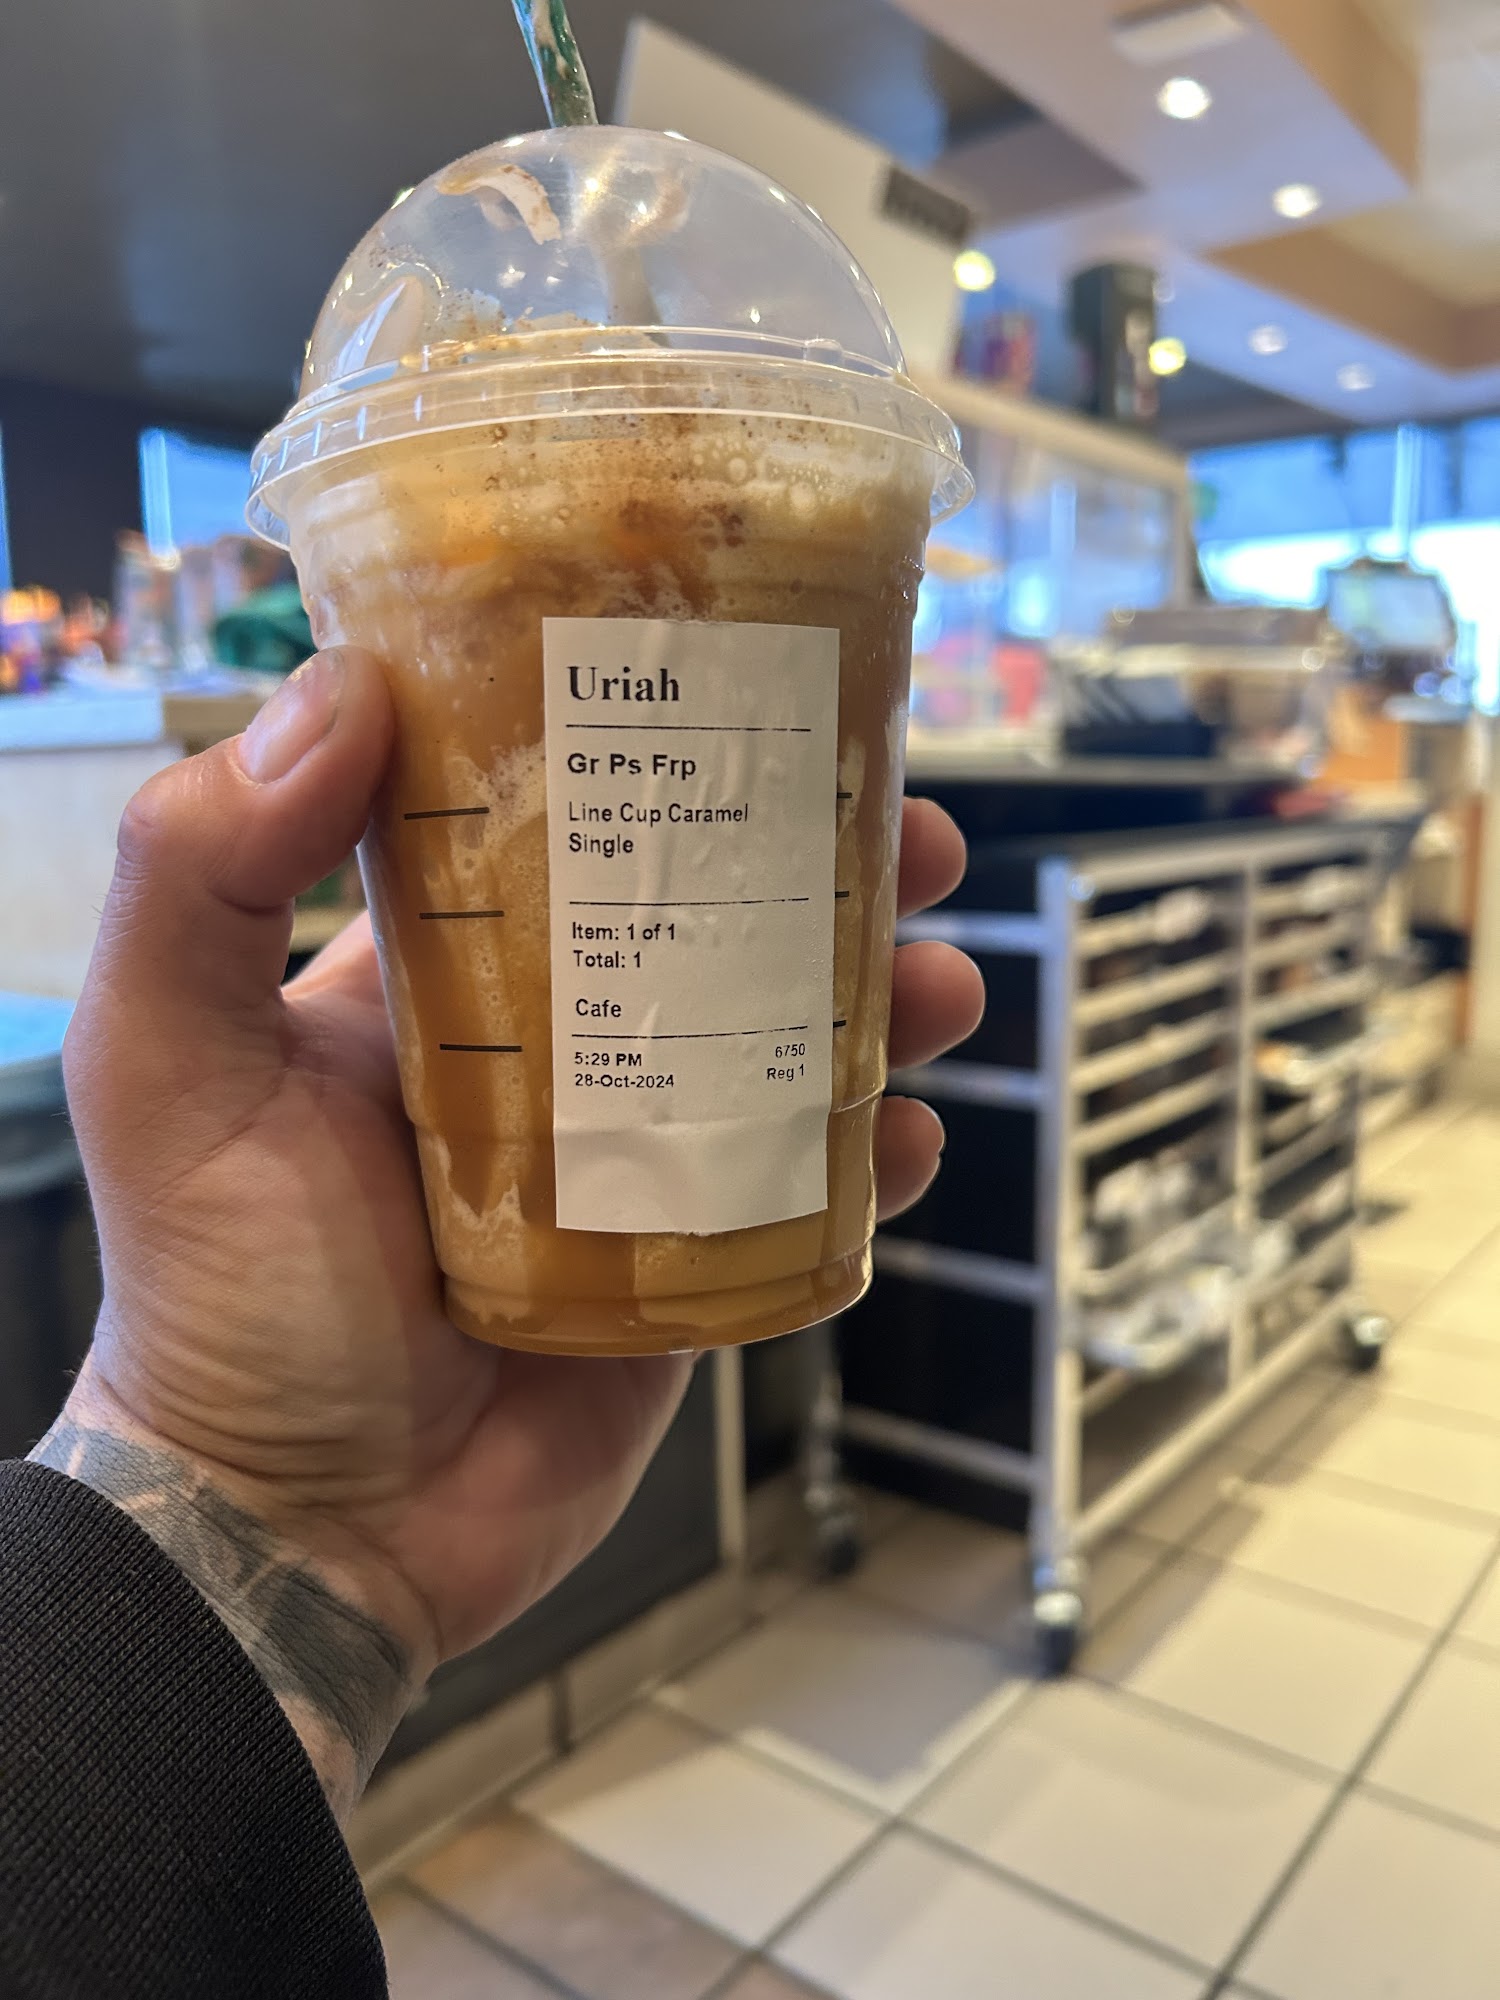 Uriah
Gr Ps Frp
Line Cup Caramel
Single
Item: 1 of 1
Total: 1
Cafe
5:29 PM 6750
28-Oct-2024 Reg 1